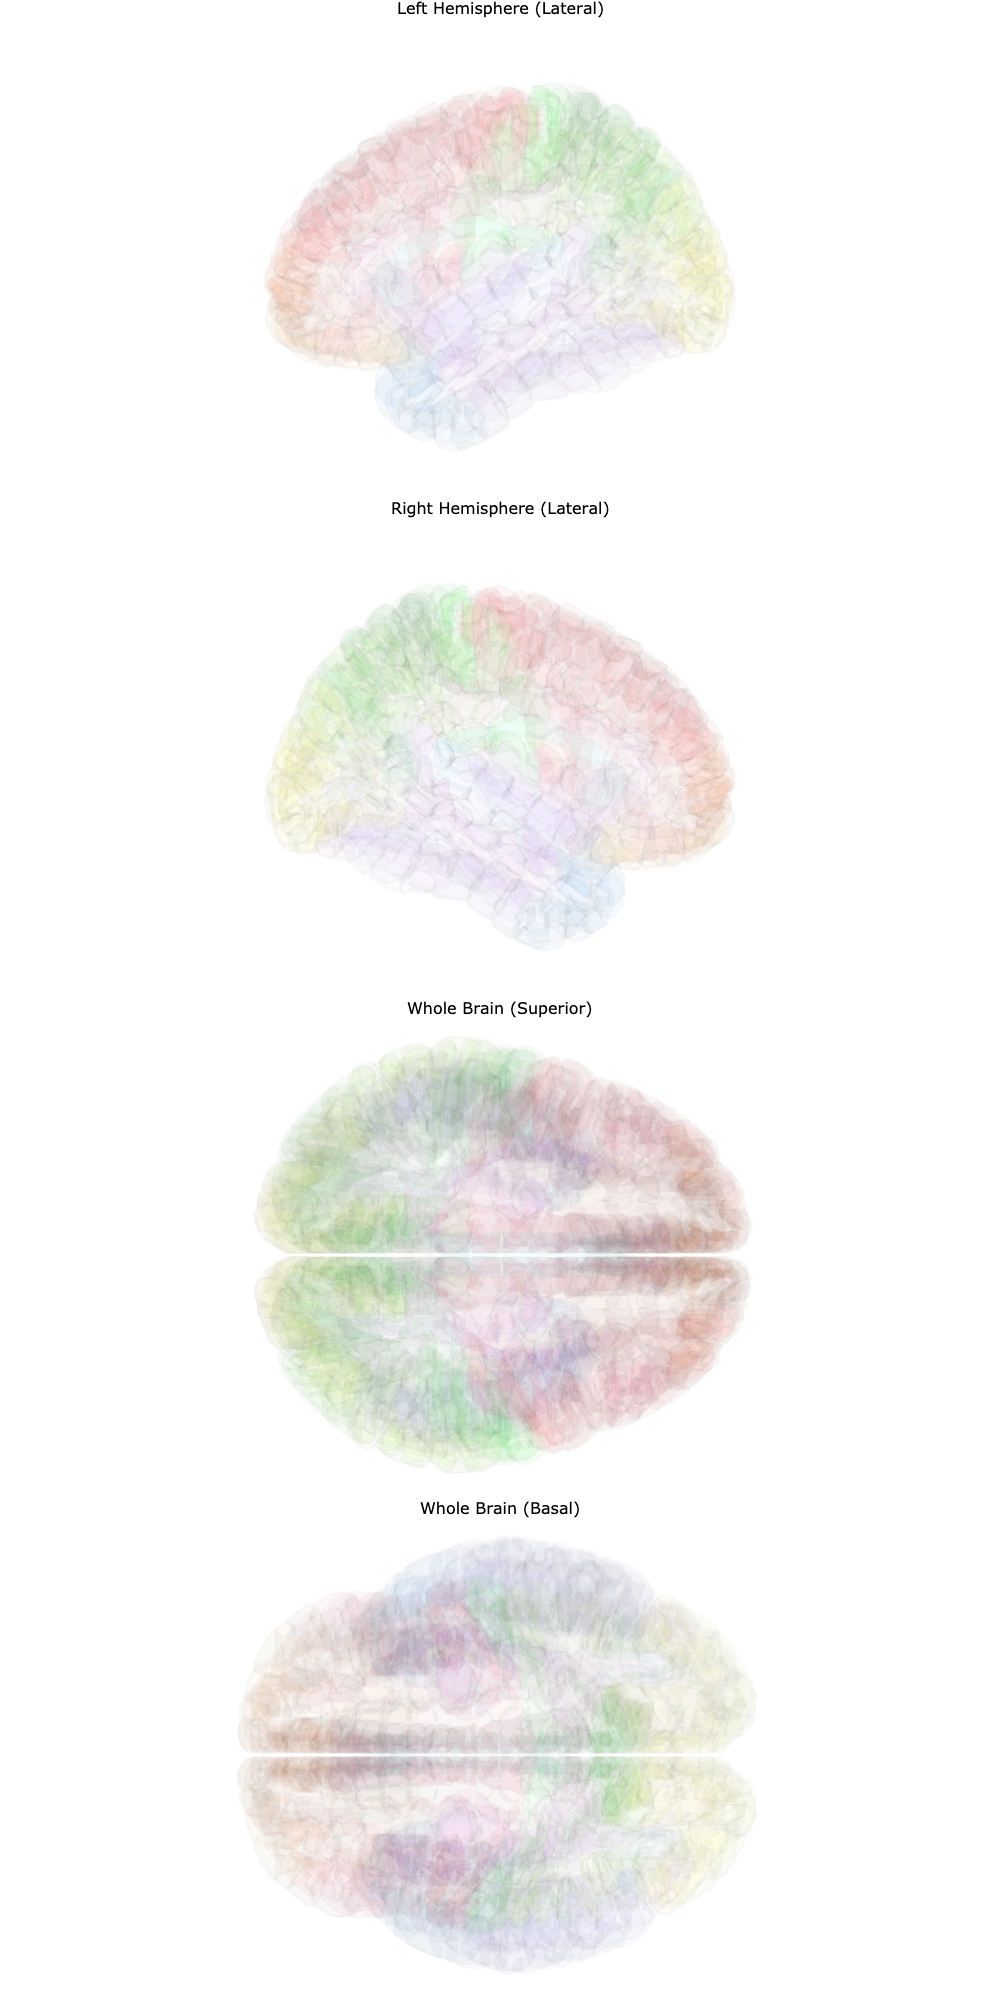 Left Hemisphere (Lateral)
Right Hemisphere (Lateral)
Whole Brain (Superior)
Whole Brain (Basal)